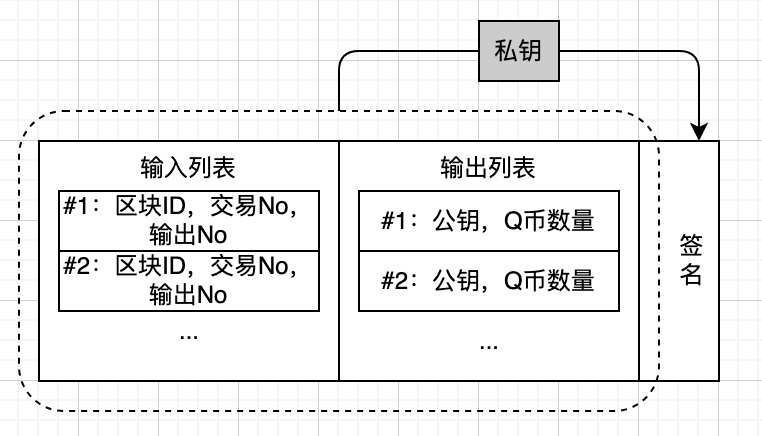 私钥
输入列表
#1：区块ID，交易No，
输出No
#2：区块ID，交易No，
输出No
...
输出列表
#1：公钥，Q币数量
#2：公钥，Q币数量
...
签
名